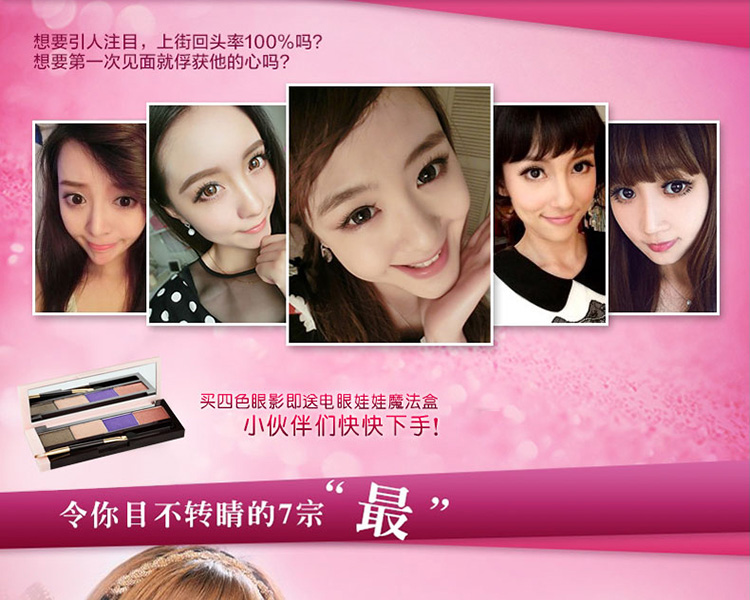 想要引人注目，上街回头率100%吗?
想要第一次见面就俘获他的心吗?
买四色眼影即送电眼娃娃魔法盒
小伙伴们快快下手!
令你目不转睛的7宗“最”